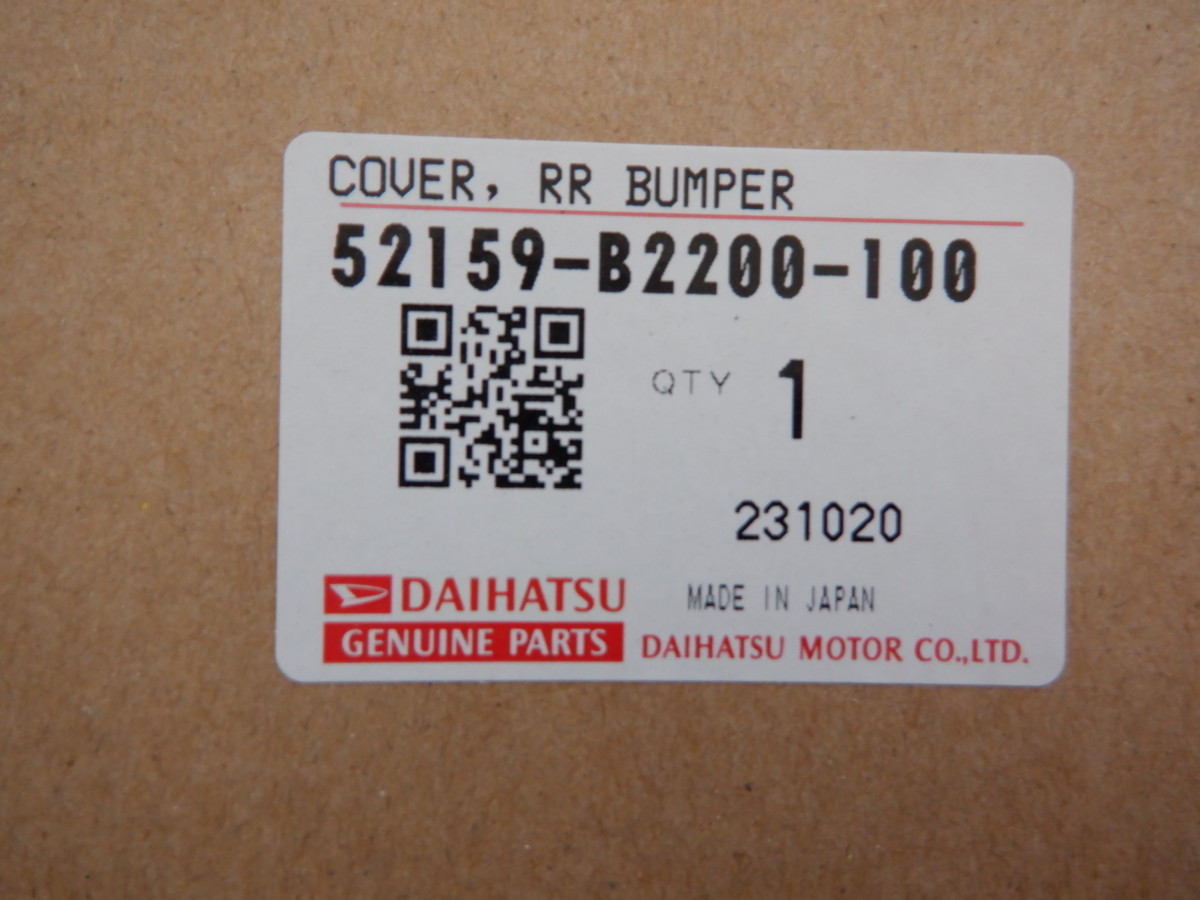 COVER, RR BUMPER
52159-B2200-100
QTY 1
231020
DAIHATSU MADE IN JAPAN
GENUINE PARTS DAIHATSU MOTOR CO.,LTD.